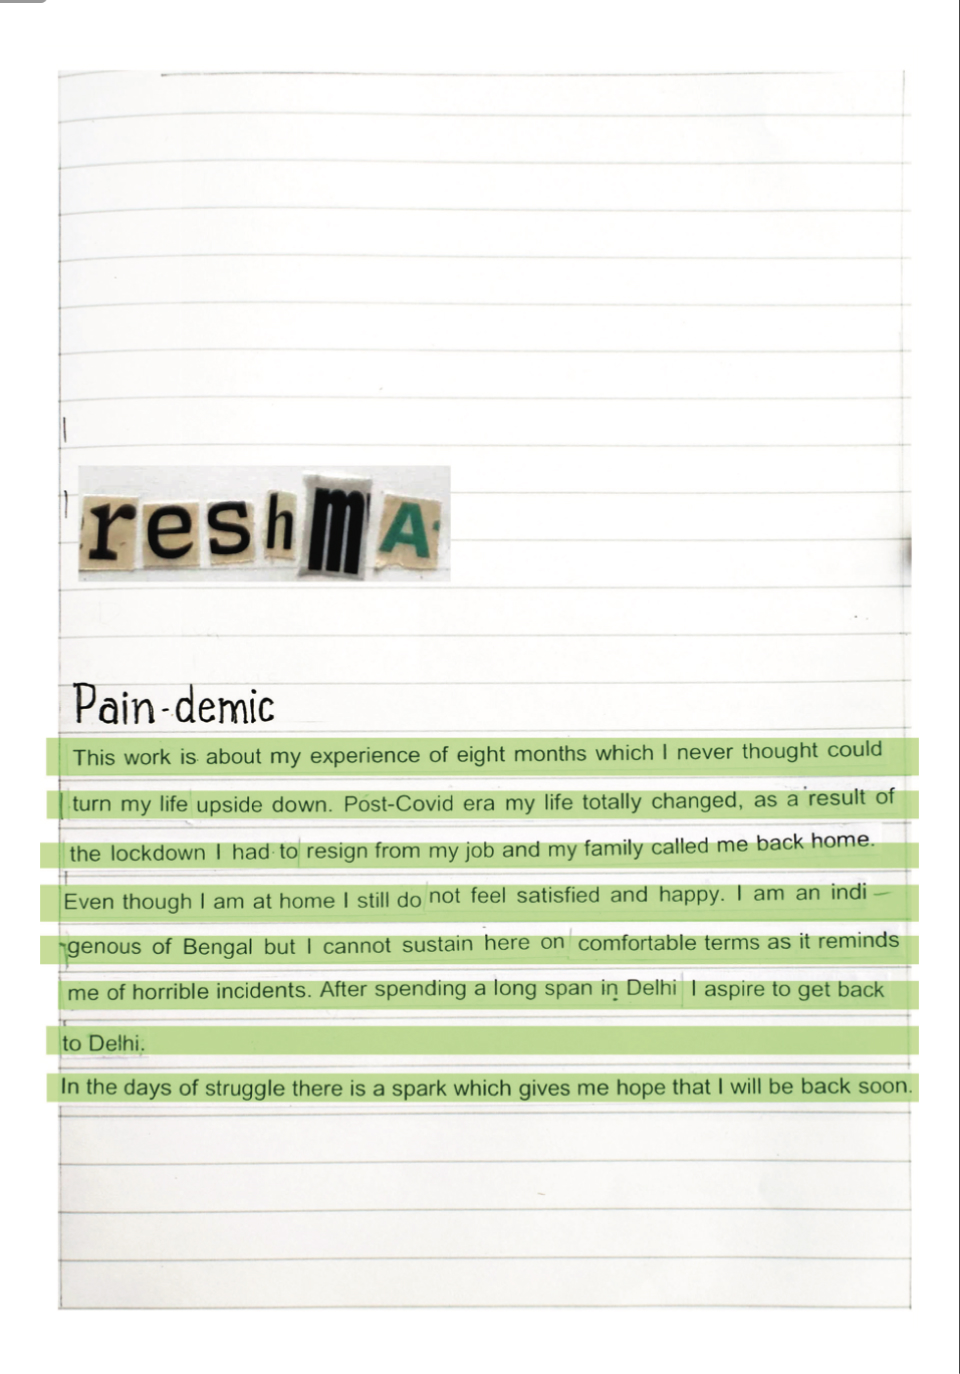 reshmA
Pain-demic
This work is about my experience of eight months which I never thought could
turn my life upside down. Post-Covid era my life totally changed, as a result of
the lockdown I had to resign from my job and my family called me back home.
Even though I am at home I still do not feel satisfied and happy. I am an indi -
genous of Bengal but I cannot sustain here on comfortable terms as it reminds
me of horrible incidents. After spending a long span in Delhi I aspire to get back
to Delhi.
In the days of struggle there is a spark which gives me hope that I will be back soon.